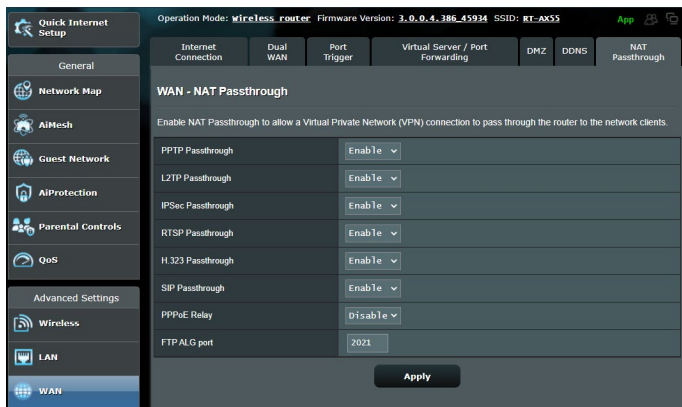 Quick Internet
Setup
Operation Mode: Wireless router Firmware Version: 3.0.0.4.386_45934 SSID: RT-AX55 App
Internet
Connection
Dual
WAN
Port
Trigger
Virtual Server / Port
Forwarding
DMZ
DDNS
NAT
Passthrough
General
Network Map
AiMesh
Guest Network
AiProtection
Parental Controls
QoS
Advanced Settings
Wireless
LAN
WAN
WAN - NAT Passthrough
Enable NAT Passthrough to allow a Virtual Private Network (VPN) connection to pass through the router to the network clients.
PPTP Passthrough Enable
L2TP Passthrough Enable
IPSec Passthrough Enable
RTSP Passthrough Enable
H.323 Passthrough Enable
SIP Passthrough Enable
PPPoE Relay Disable
FTP ALG port 2021
Apply